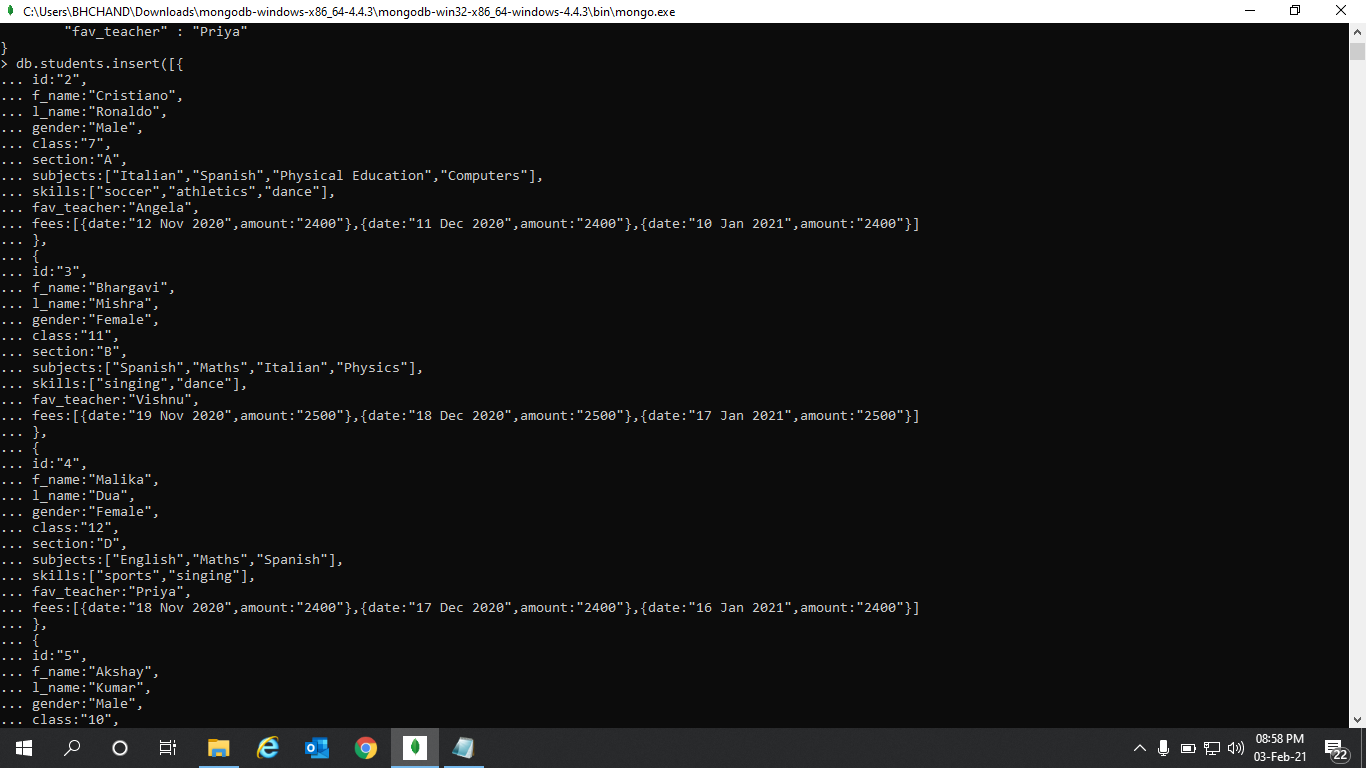 C:\Users\BHCHAND\Downloads\mongodb-windows-x86_64-4.4.3\mongodb-win32-x86_64-windows-4.4.3\bin\mongo.exe
"fav_teacher" : "Priya"
}
> db.students.insert([{
... id:"2",
... f_name:"Cristiano",
... l_name:"Ronaldo",
... gender:"Male",
... class:"7",
... section:"A",
... subjects:["Italian","Spanish","Physical Education","Computers"],
... skills:["soccer","athletics","dance"],
... fav_teacher:"Angela",
... fees:[{date:"12 Nov 2020",amount:"2400"},{date:"11 Dec 2020",amount:"2400"},{date:"10 Jan 2021",amount:"2400"}]
... },
... {
... id:"3",
... f_name:"Bhargavi",
... l_name:"Mishra",
... gender:"Female",
... class:"11",
... section:"B",
... subjects:["Spanish","Maths","Italian","Physics"],
... skills:["singing","dance"],
... fav_teacher:"Vishnu",
... fees:[{date:"19 Nov 2020",amount:"2500"},{date:"18 Dec 2020",amount:"2500"},{date:"17 Jan 2021",amount:"2500"}]
... },
... {
... id:"4",
... f_name:"Malika",
... l_name:"Dua",
... gender:"Female",
... class:"12",
... section:"D",
... subjects:["English","Maths","Spanish"],
... skills:["sports","singing"],
... fav_teacher:"Priya",
... fees:[{date:"18 Nov 2020",amount:"2400"},{date:"17 Dec 2020",amount:"2400"},{date:"16 Jan 2021",amount:"2400"}]
... },
... {
... id:"5",
... f_name:"Akshay",
... l_name:"Kumar",
... gender:"Male",
... class:"10",
08:58 PM
03-Feb-21
22